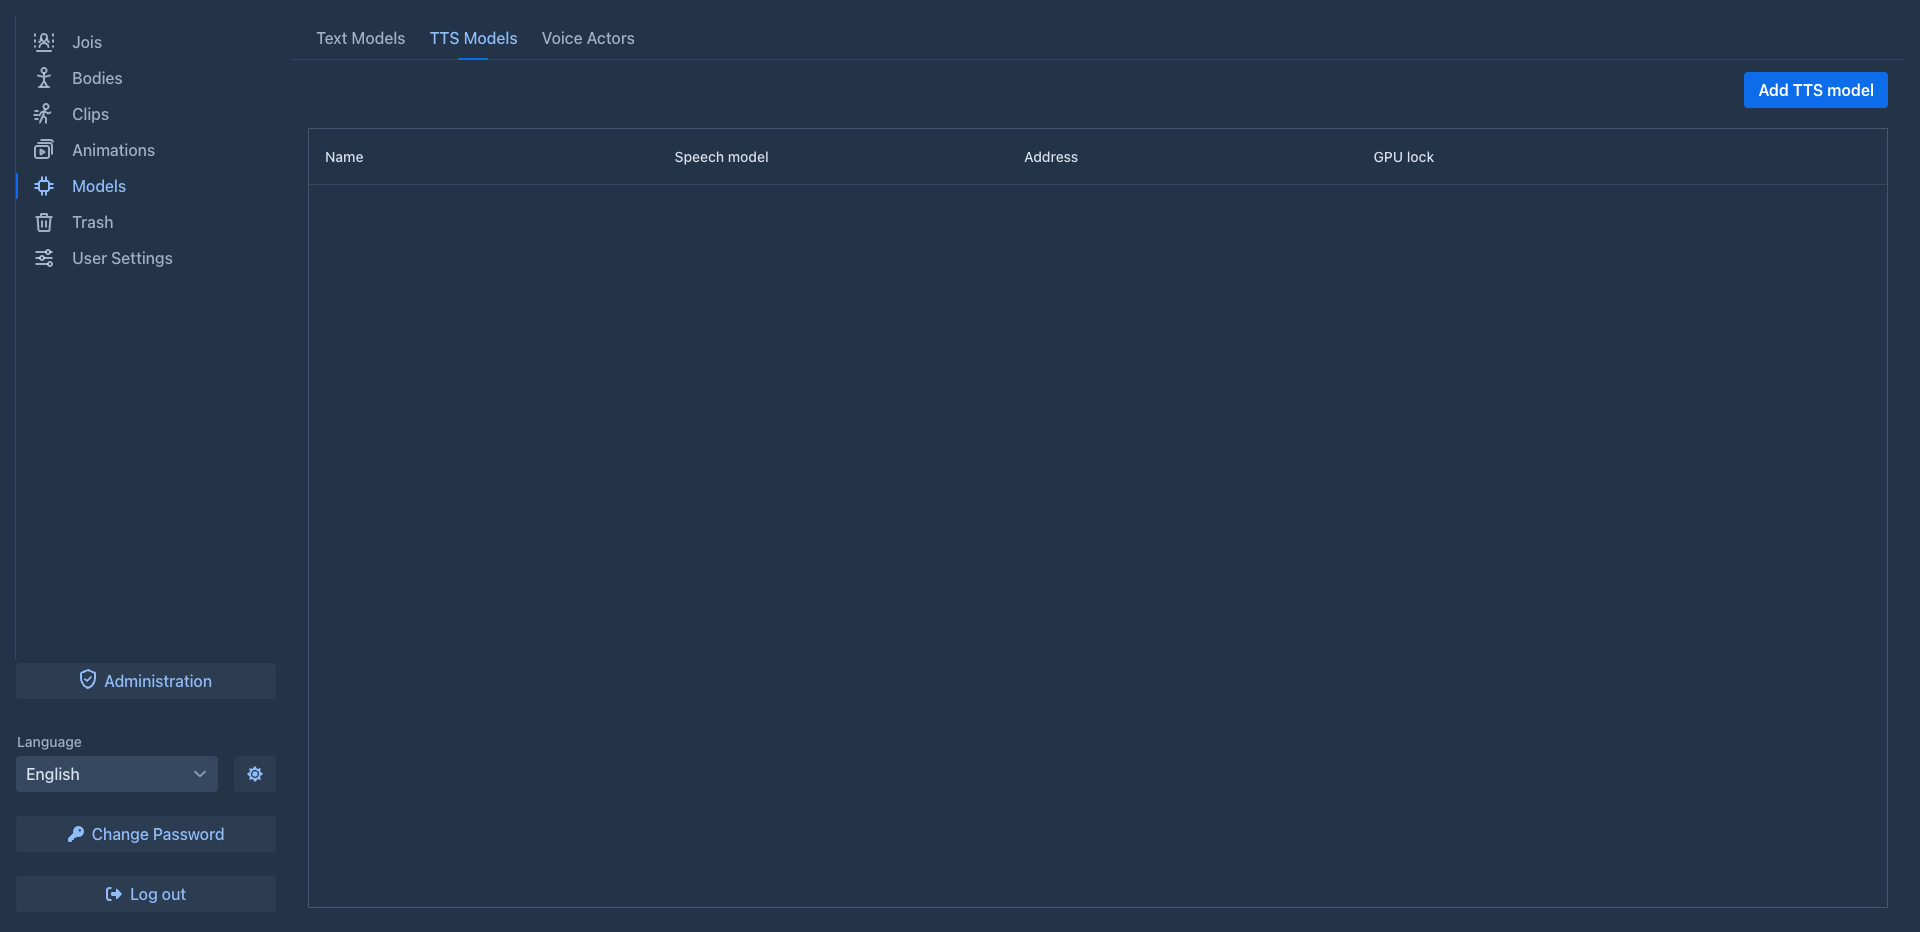 Jois
Bodies
Clips
Animations
Models
Trash
User Settings
Administration
Language
English
Change Password
Log out
Text Models TTS Models Voice Actors
Add TTS model
Name Speech model Address GPU lock